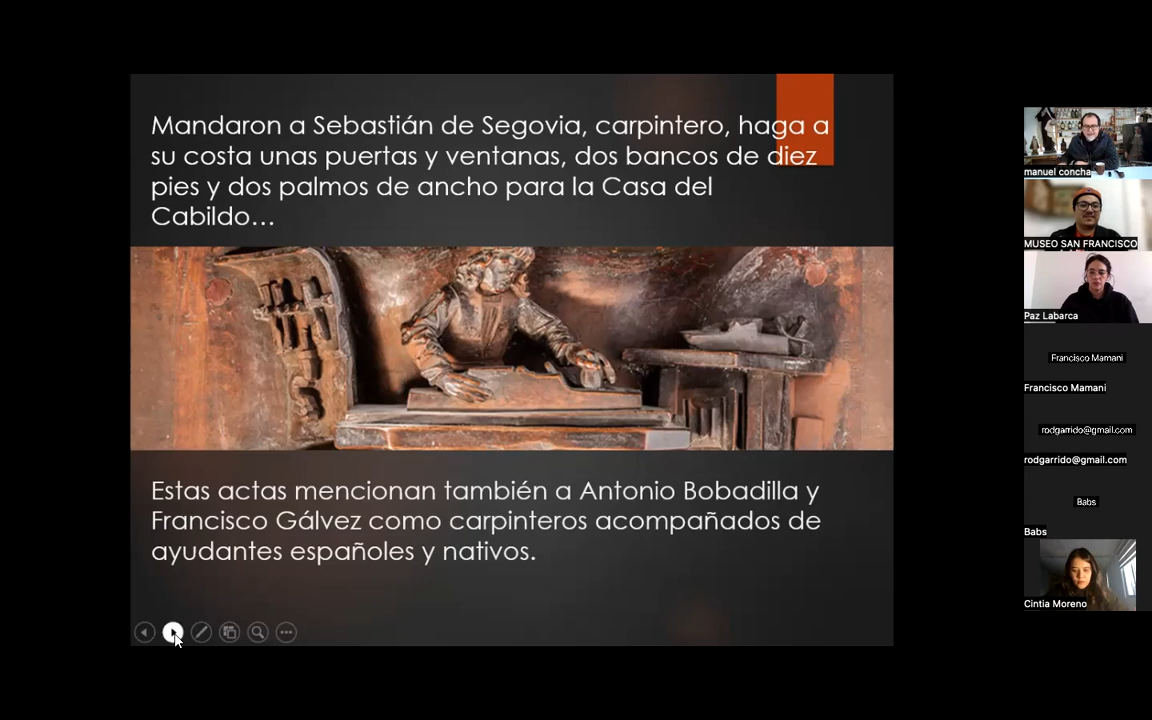 Mandaron a Sebastián de Segovia, carpintero, haga a
su costa unas puertas y ventanas, dos bancos de diez
pies y dos palmos de ancho para la Casa del
Cabildo…
Estas actas mencionan también a Antonio Bobadilla y
Francisco Gálvez como carpinteros acompañados de
ayudantes españoles y nativos.
manuel concha
MUSEO SAN FRANCISCO
Paz Labarca
Francisco Mamani
Francisco Mamani
rodgarrido@gmail.com
rodgarrido@gmail.com
Babs
Babs
Cintia Moreno